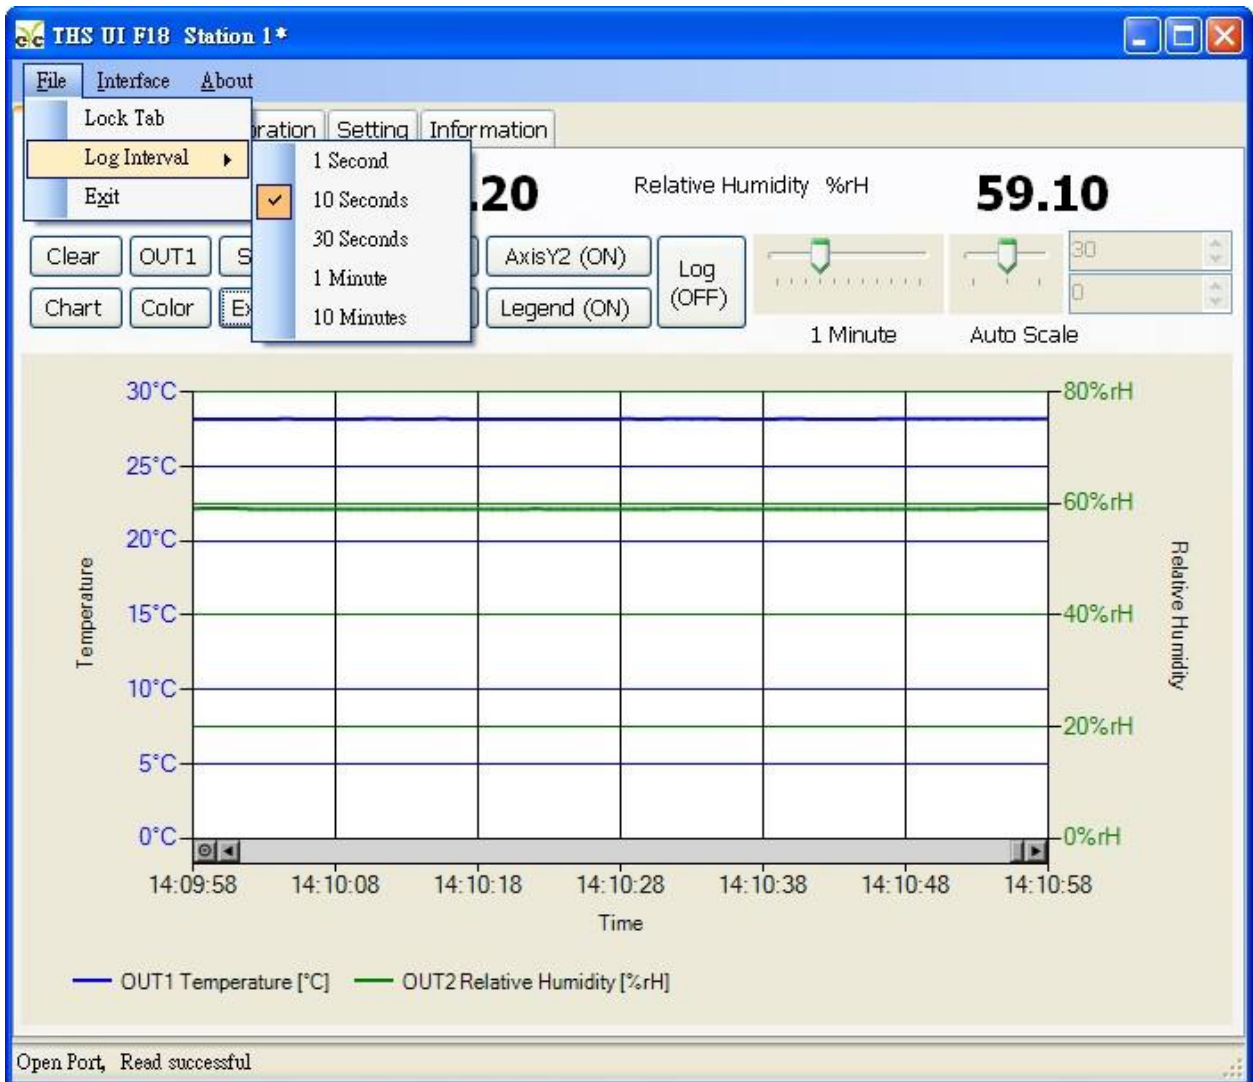 THS UI F18 Station 1*
File Interface About
Lock Tab
Log Interval
Exit
1 Second
10 Seconds
30 Seconds
1 Minute
10 Minutes
Setting Information
.20 Relative Humidity %rH 59.10
Clear OUT1 AxisY2 (ON) Log (OFF) 30
Chart Color Legend (ON) 0
1 Minute Auto Scale
30°C 80%rH
25°C
60%rH
20°C
15°C 40%rH
10°C
20%rH
5°C
0°C 0%rH
Temperature
Relative Humidity
14:09:58 14:10:08 14:10:18 14:10:28 14:10:38 14:10:48 14:10:58
Time
OUT1 Temperature [°C] OUT2 Relative Humidity [%rH]
Open Port, Read successful